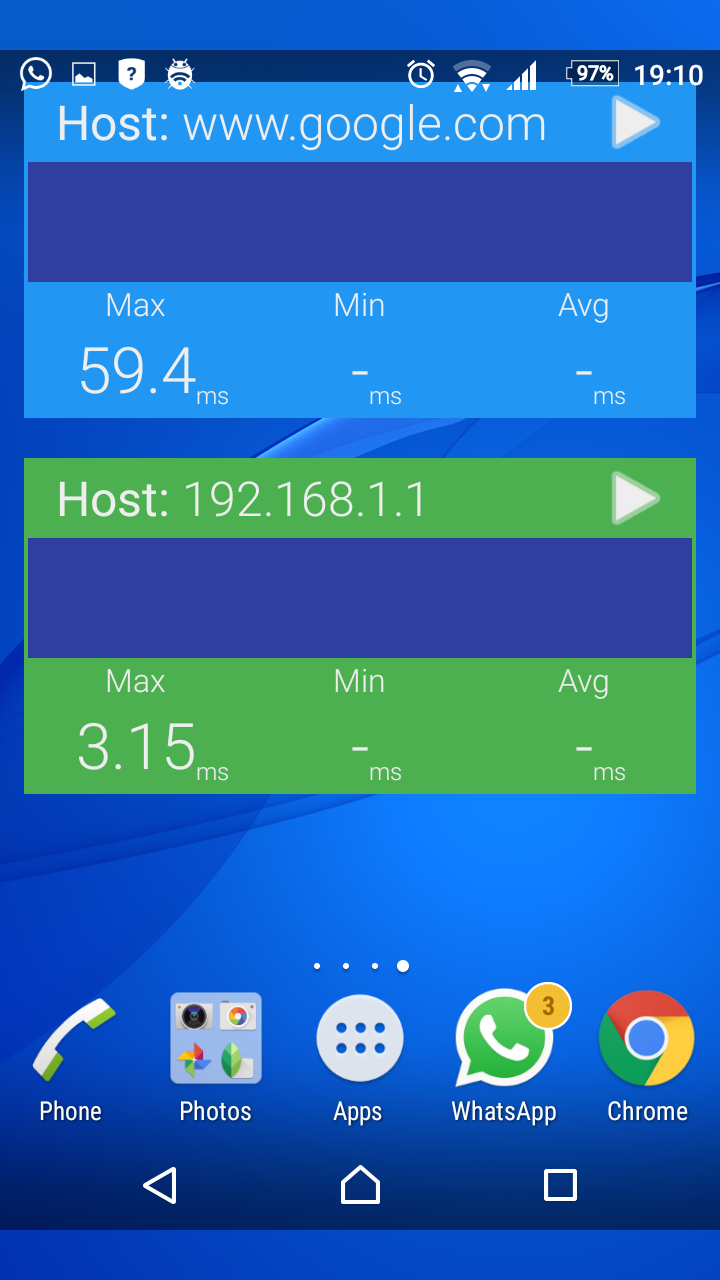 97% 19:10
Host: www.google.com
Max Min Avg
59.4ms -ms -ms
Host: 192.168.1.1
Max Min Avg
3.15ms -ms -ms
3
Phone Photos Apps WhatsApp Chrome